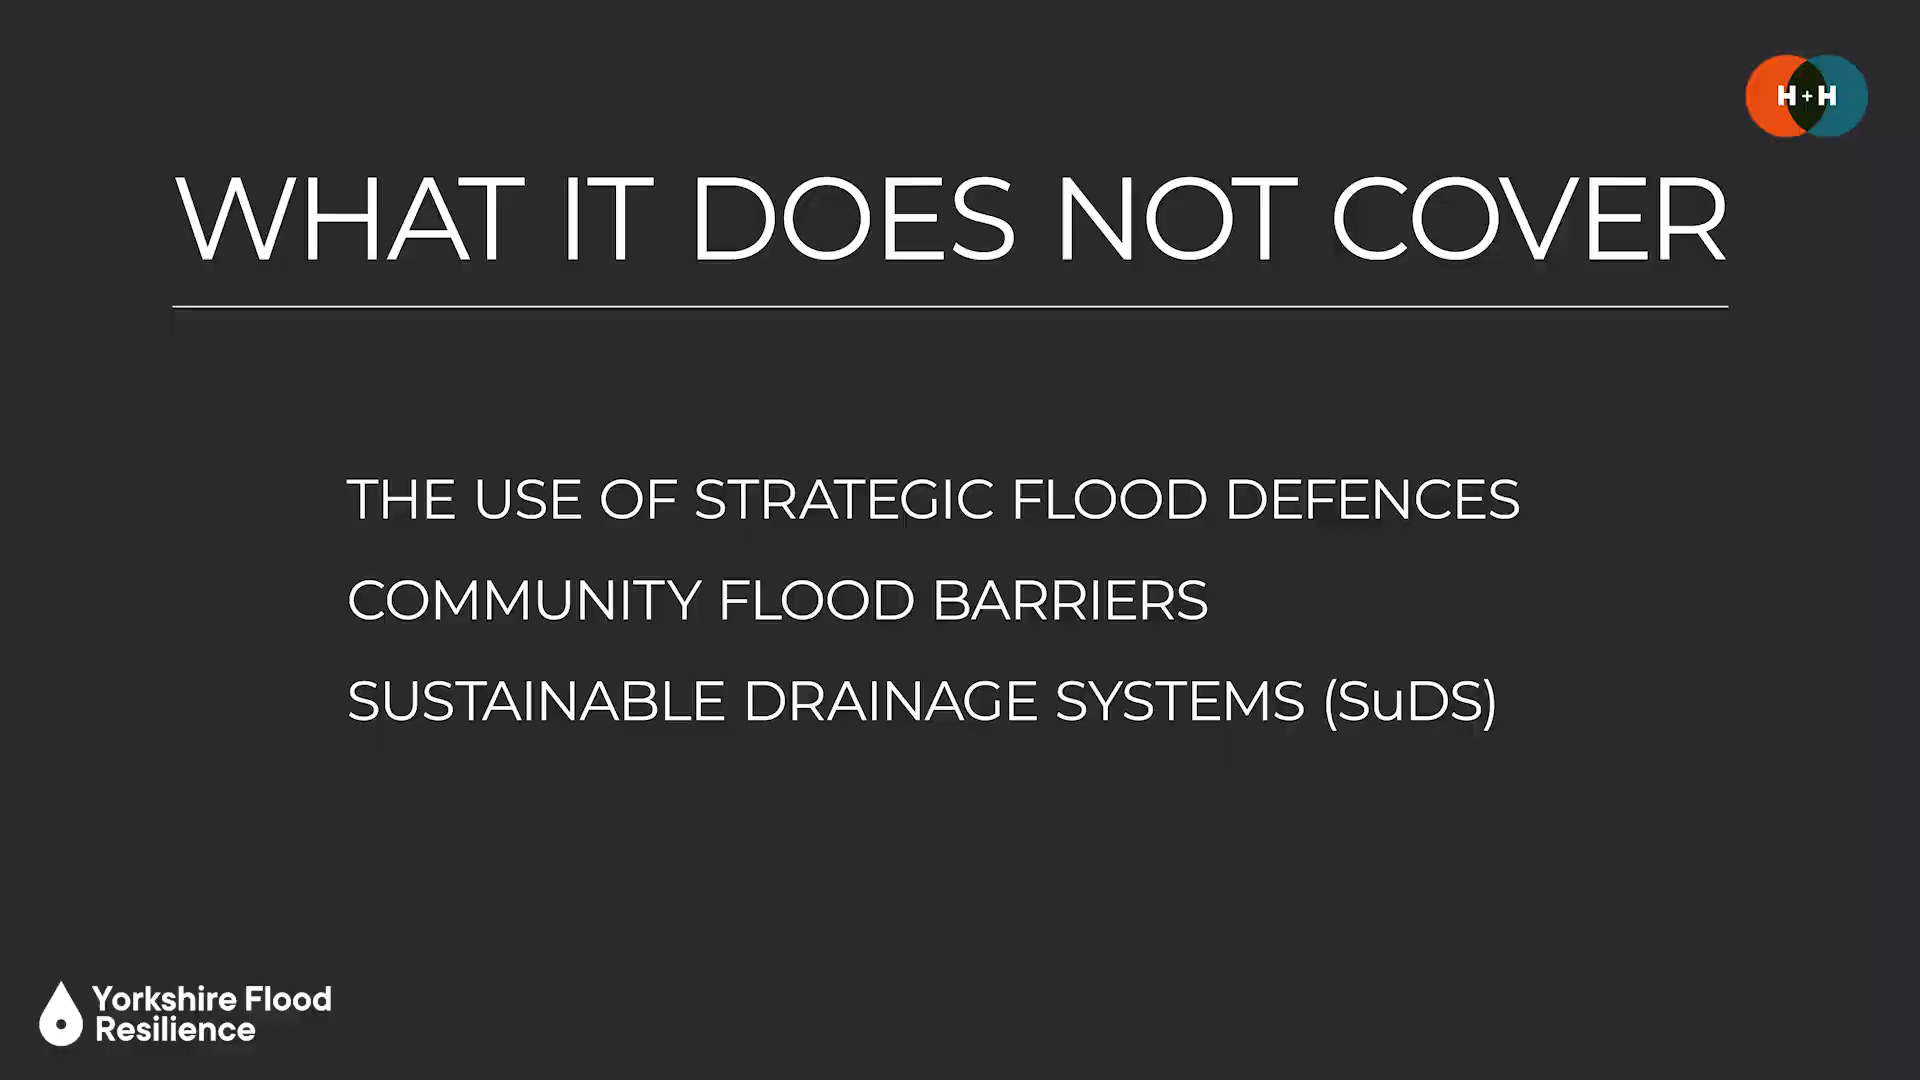 H+H
WHAT IT DOES NOT COVER
THE USE OF STRATEGIC FLOOD DEFENCES
COMMUNITY FLOOD BARRIERS
SUSTAINABLE DRAINAGE SYSTEMS (SuDS)
Yorkshire Flood
Resilience